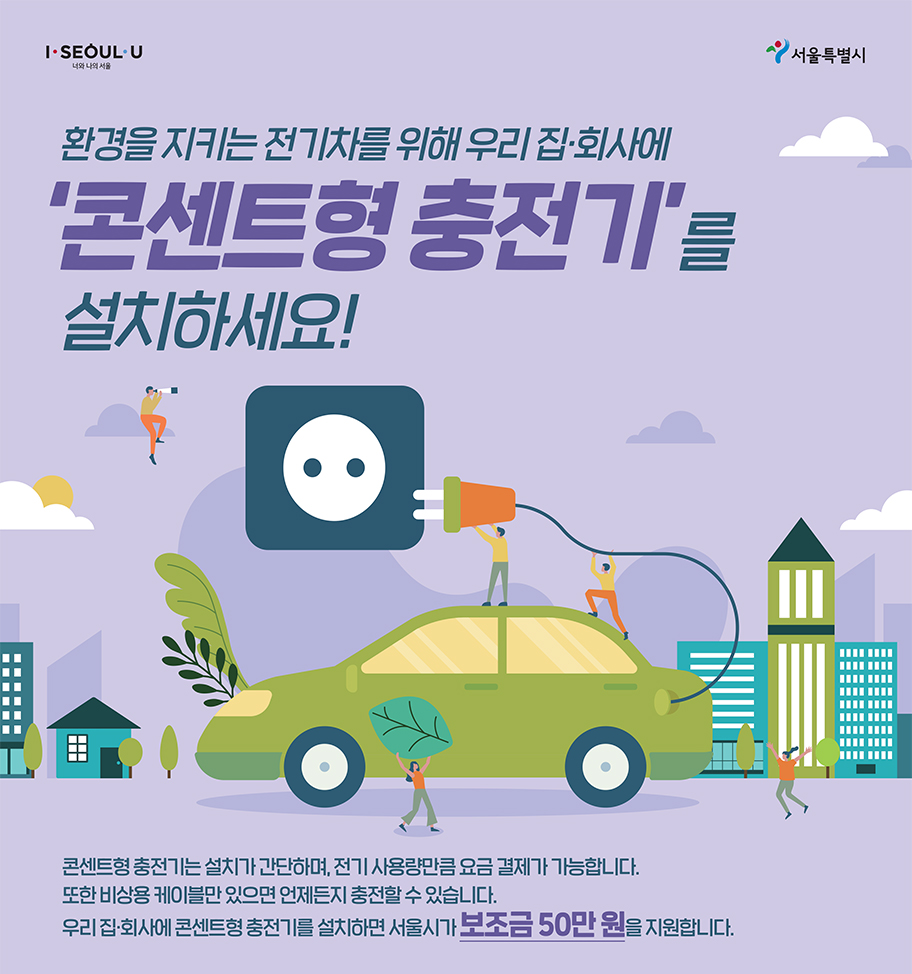 I·SEOUL·U
너와 나의 서울
서울특별시
환경을 지키는 전기차를 위해 우리 집·회사에
'콘센트형 충전기'를
설치하세요!
콘센트형 충전기는 설치가 간단하며, 전기 사용량만큼 요금 결제가 가능합니다.
또한 비상용 케이블만 있으면 언제든지 충전할 수 있습니다.
우리 집·회사에 콘센트형 충전기를 설치하면 서울시가 보조금 50만 원을 지원합니다.